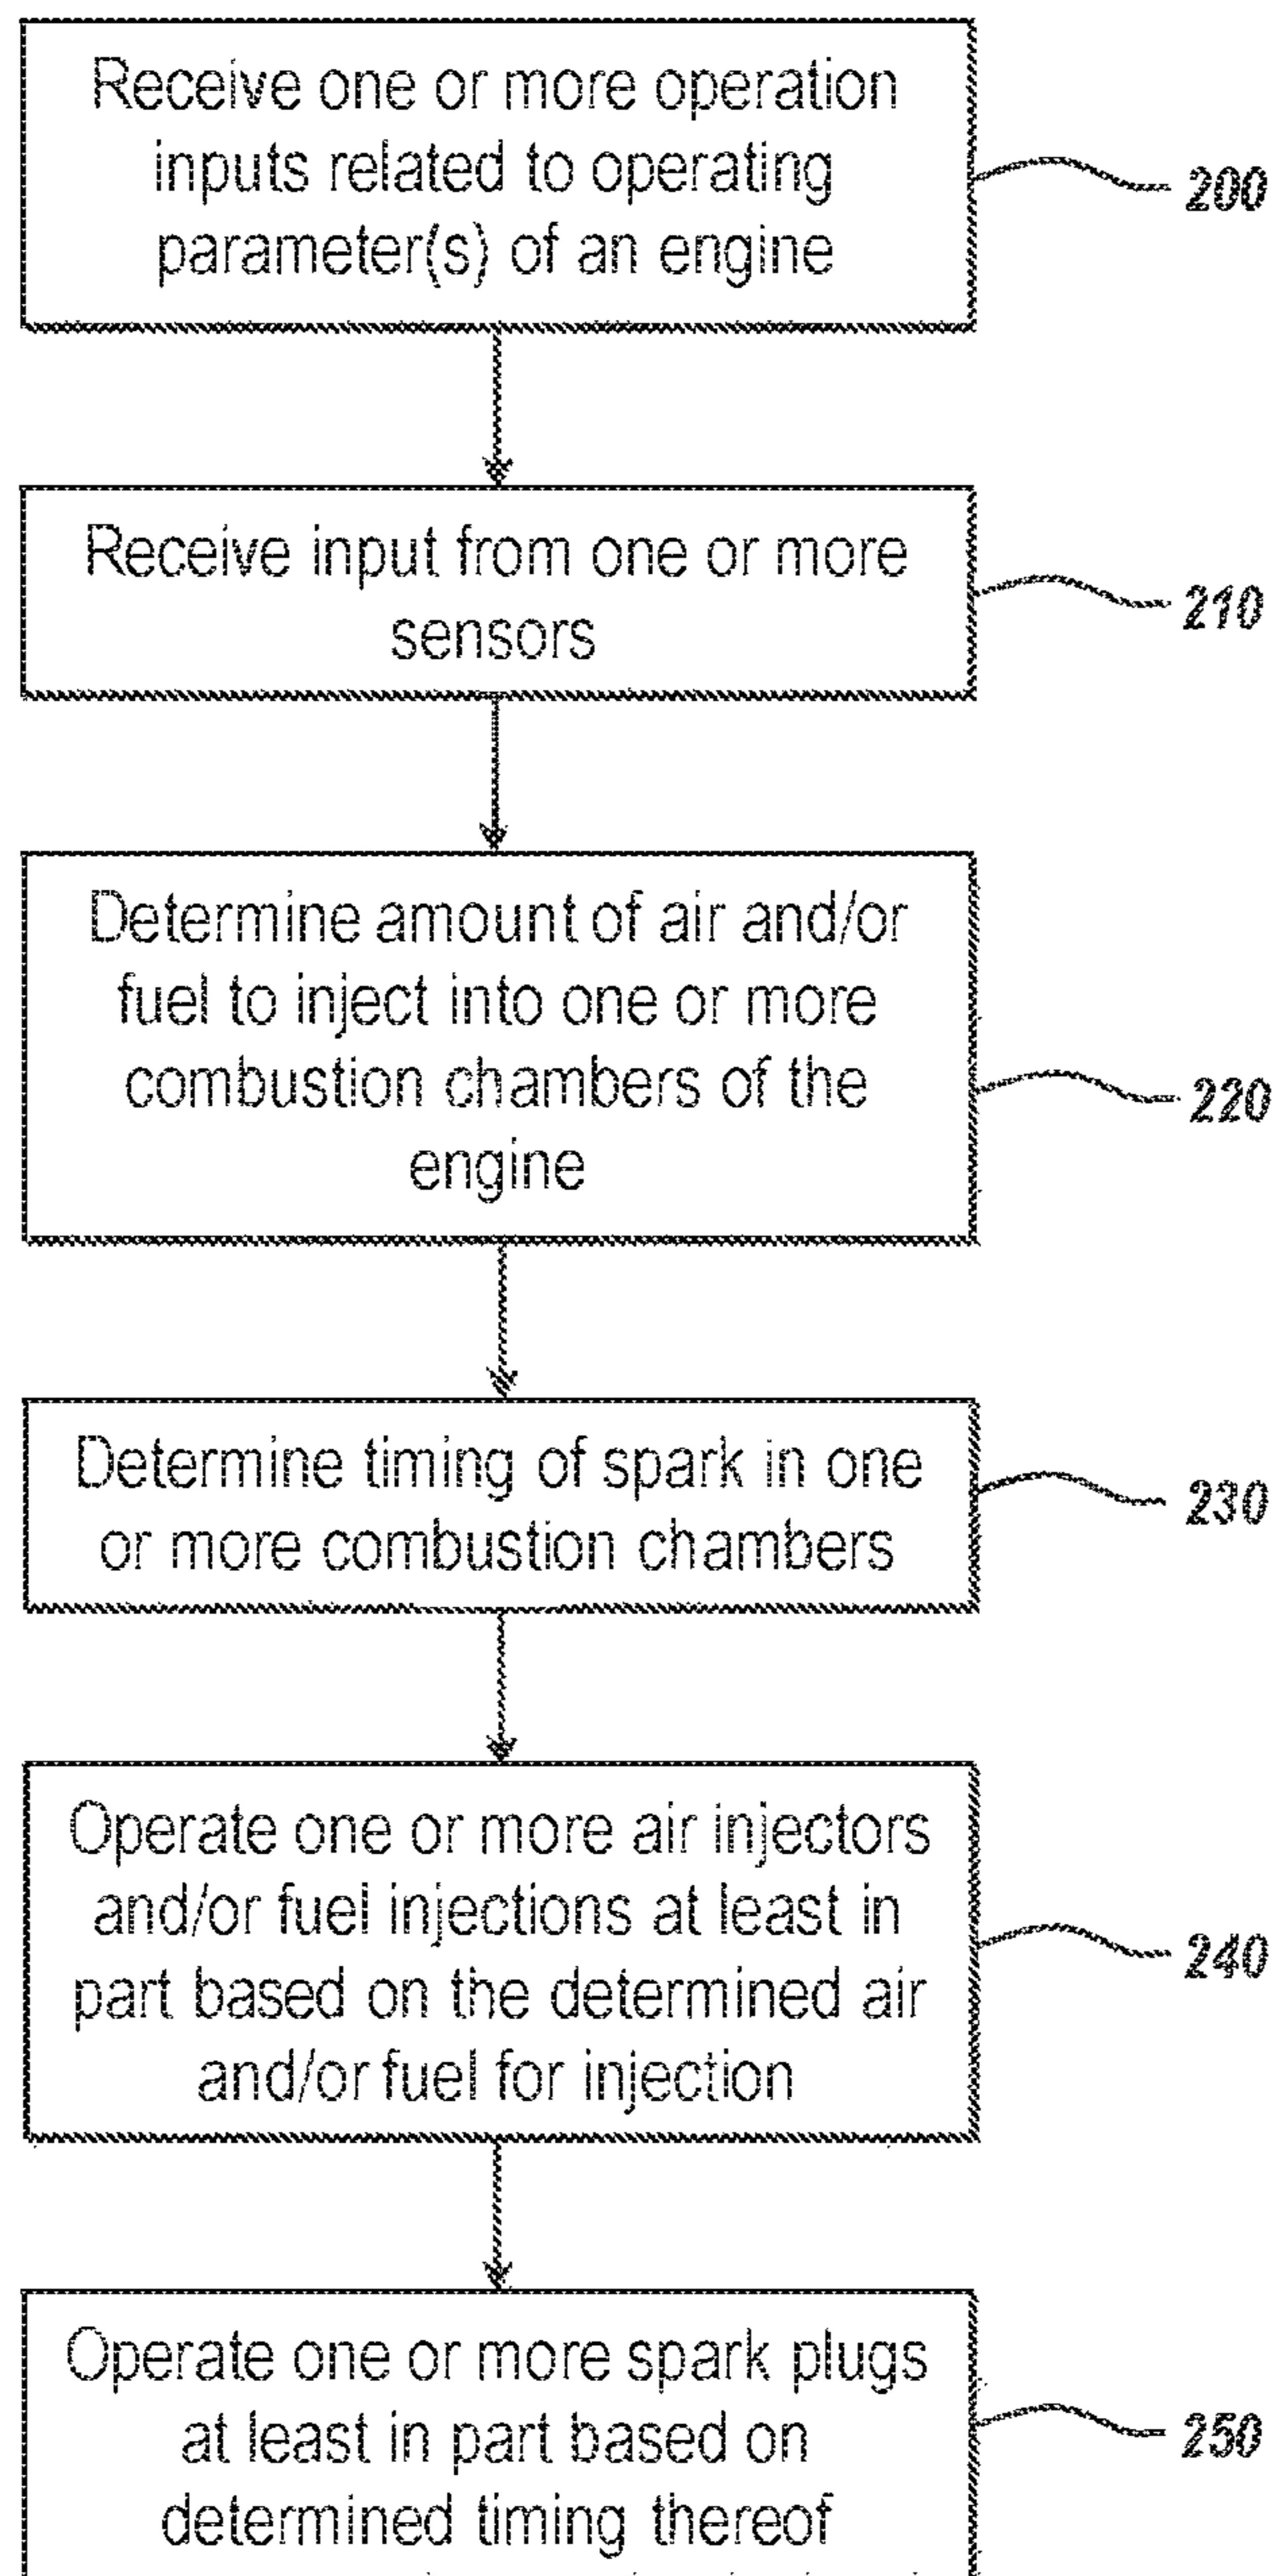 Receive one or more operation
inputs related to operating
parameter(s) of an engine
200
Receive input from one or more
sensors
210
Determine amount of air and/or
fuel to inject into one or more
combustion chambers of the
engine
220
Determine timing of spark in one
or more combustion chambers
230
Operate one or more air injectors
and/or fuel injections at least in
part based on the determined air
and/or fuel for injection
240
Operate one or more spark plugs
at least in part based on
determined timing thereof
250